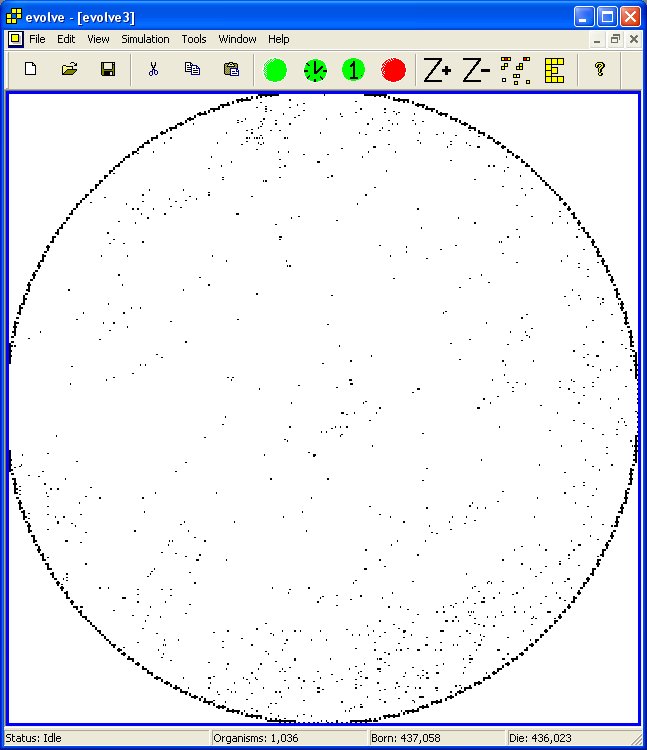 evolve - [evolve3]
File Edit View Simulation Tools Window Help
1 Z+ Z- E ?
Status: Idle Organisms: 1,036 Born: 437,058 Die: 436,023